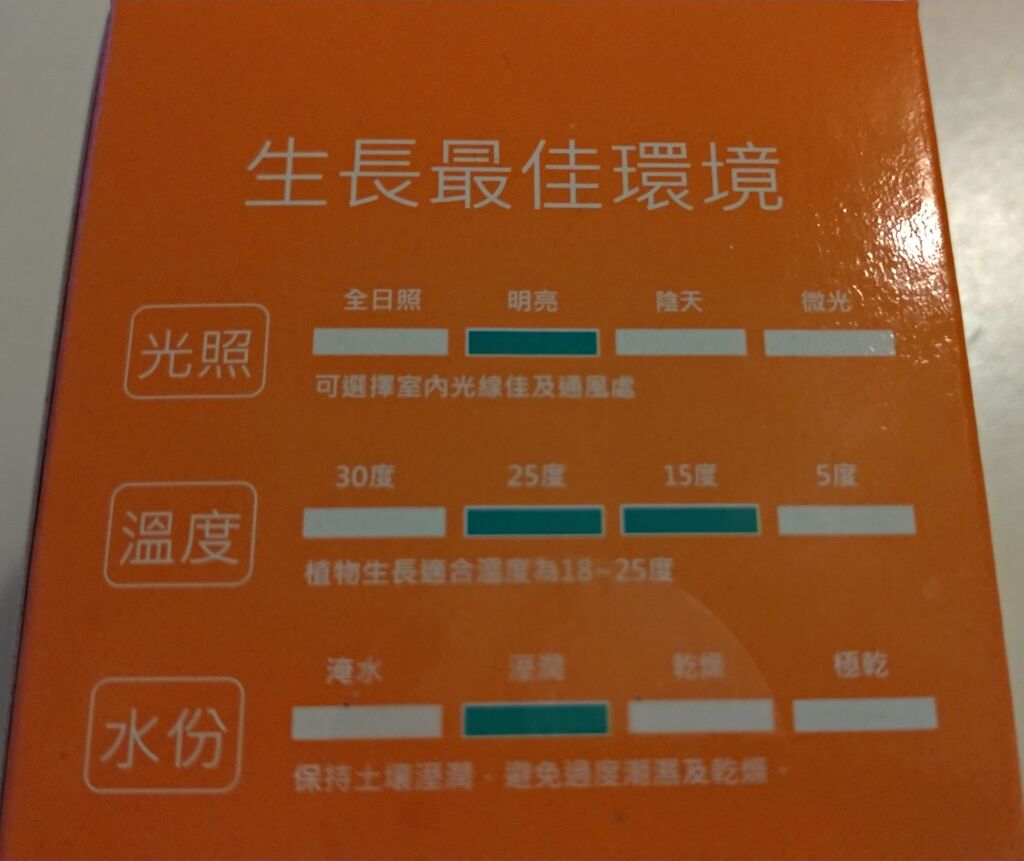 生長最佳環境
全日照 明亮 陰天 微光
光照
可選擇室內光線佳及通風處
30度 25度 15度 5度
溫度
植物生長適合溫度為18~25度
淹水 溼潤 乾燥 極乾
水份
保持土壤溼潤，避免過度潮濕及乾燥。